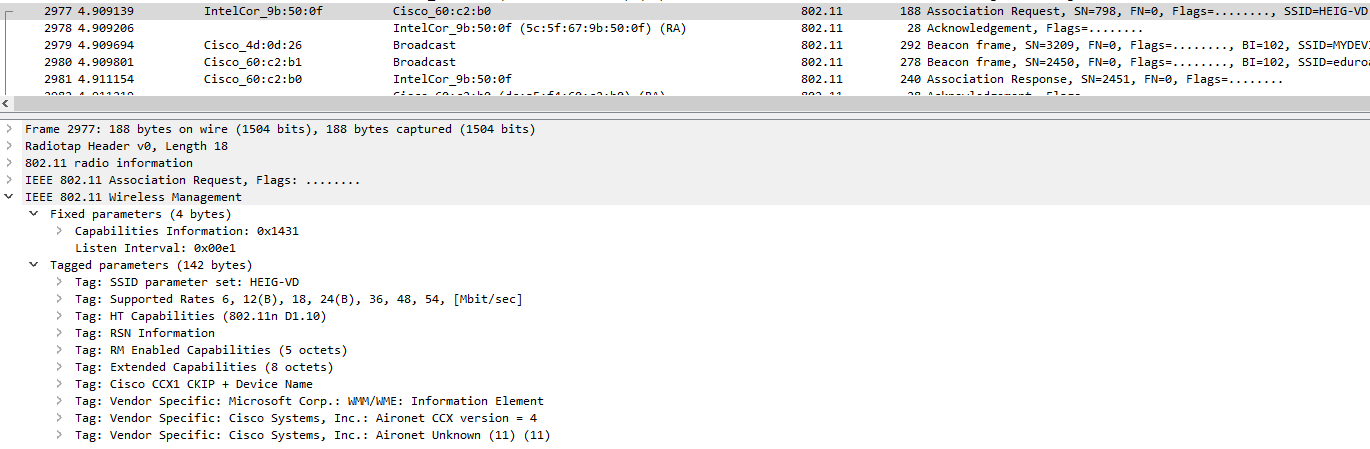 2977 4.909139 IntelCor_9b:50:0f Cisco_60:c2:b0 802.11 188 Association Request, SN=798, FN=0, Flags=........, SSID=HEIG-VD
2978 4.909206 IntelCor_9b:50:0f (5c:5f:67:9b:50:0f) (RA) 802.11 28 Acknowledgement, Flags=........
2979 4.909694 Cisco_4d:0d:26 Broadcast 802.11 292 Beacon frame, SN=3209, FN=0, Flags=........, BI=102, SSID=MYDEVI
2980 4.909801 Cisco_60:c2:b1 Broadcast 802.11 278 Beacon frame, SN=2450, FN=0, Flags=........, BI=102, SSID=eduroa
2981 4.911154 Cisco_60:c2:b0 IntelCor_9b:50:0f 802.11 240 Association Response, SN=2451, FN=0, Flags=........
Frame 2977: 188 bytes on wire (1504 bits), 188 bytes captured (1504 bits)
Radiotap Header v0, Length 18
802.11 radio information
IEEE 802.11 Association Request, Flags: ........
IEEE 802.11 Wireless Management
Fixed parameters (4 bytes)
Capabilities Information: 0x1431
Listen Interval: 0x00e1
Tagged parameters (142 bytes)
Tag: SSID parameter set: HEIG-VD
Tag: Supported Rates 6, 12(B), 18, 24(B), 36, 48, 54, [Mbit/sec]
Tag: HT Capabilities (802.11n D1.10)
Tag: RSN Information
Tag: RM Enabled Capabilities (5 octets)
Tag: Extended Capabilities (8 octets)
Tag: Cisco CCX1 CKIP + Device Name
Tag: Vendor Specific: Microsoft Corp.: WMM/WME: Information Element
Tag: Vendor Specific: Cisco Systems, Inc.: Aironet CCX version = 4
Tag: Vendor Specific: Cisco Systems, Inc.: Aironet Unknown (11) (11)